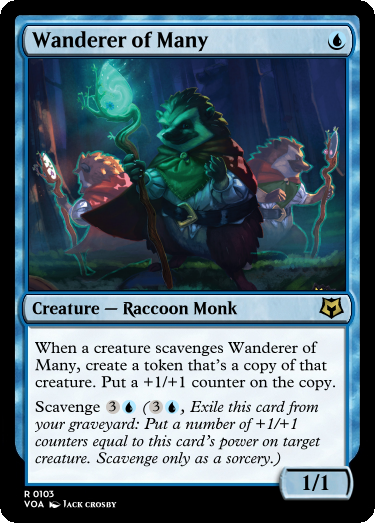 Wanderer of Many
Creature — Raccoon Monk
When a creature scavenges Wanderer of
Many, create a token that's a copy of that
creature. Put a +1/+1 counter on the copy.
Scavenge 3 (3, Exile this card from
your graveyard: Put a number of +1/+1
counters equal to this card's power on target
creature. Scavenge only as a sorcery.)
1/1
R 0103
VOA JACK CROSBY